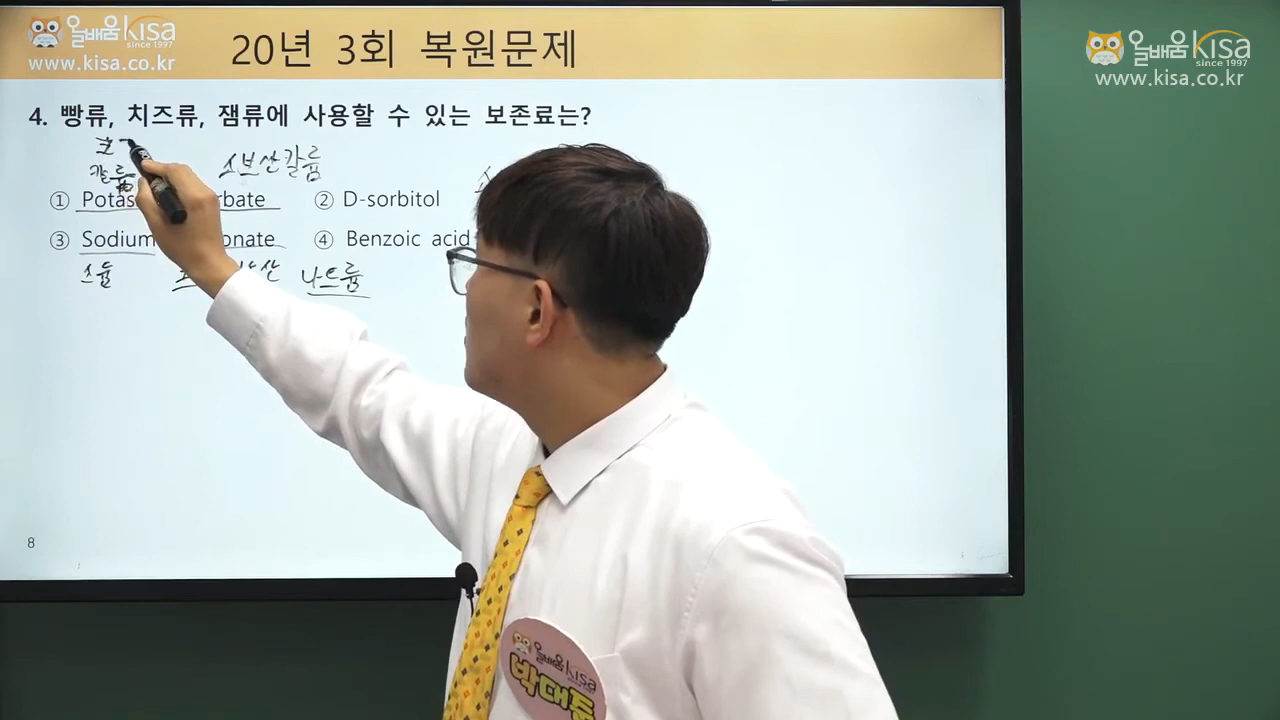 올배움kisa
since 1997
www.kisa.co.kr
20년 3회 복원문제
올배움kisa
since 1997
www.kisa.co.kr
4. 빵류, 치즈류, 잼류에 사용할 수 있는 보존료는?
칼륨 소브산칼륨
① Potas rbate ② D-sorbitol
③ Sodium onate ④ Benzoic acid
소듐 나트륨
8
올배움kisa
since 1997
박대